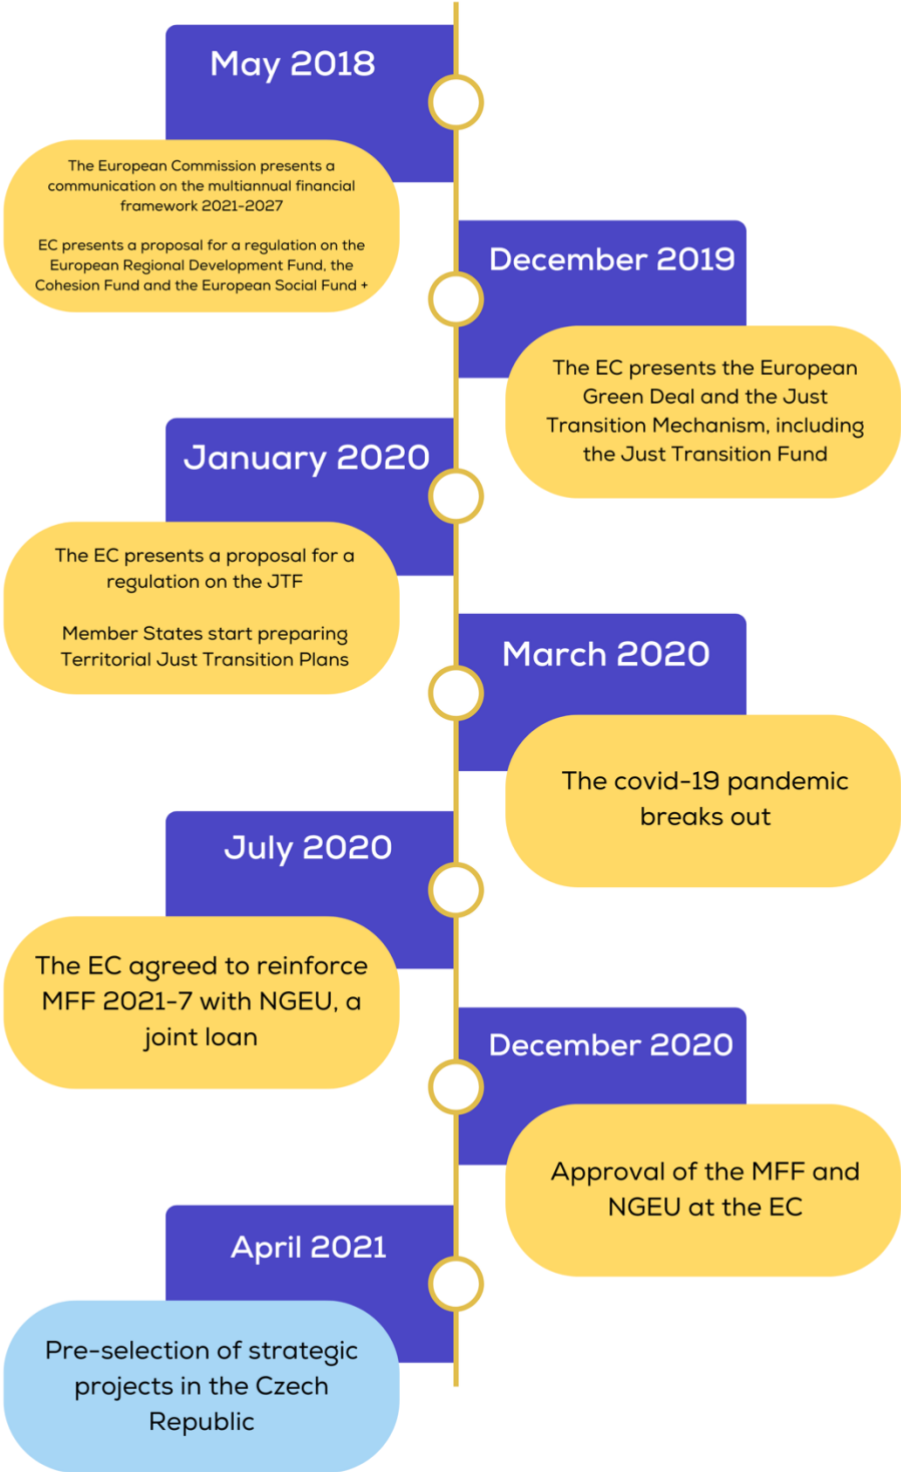 May 2018
The European Commission presents a
communication on the multiannual financial
framework 2021-2027
EC presents a proposal for a regulation on the
European Regional Development Fund, the
Cohesion Fund and the European Social Fund +
December 2019
The EC presents the European
Green Deal and the Just
Transition Mechanism, including
the Just Transition Fund
January 2020
The EC presents a proposal for a
regulation on the JTF
Member States start preparing
Territorial Just Transition Plans
March 2020
The covid-19 pandemic
breaks out
July 2020
The EC agreed to reinforce
MFF 2021-7 with NGEU, a
joint loan
December 2020
Approval of the MFF and
NGEU at the EC
April 2021
Pre-selection of strategic
projects in the Czech
Republic